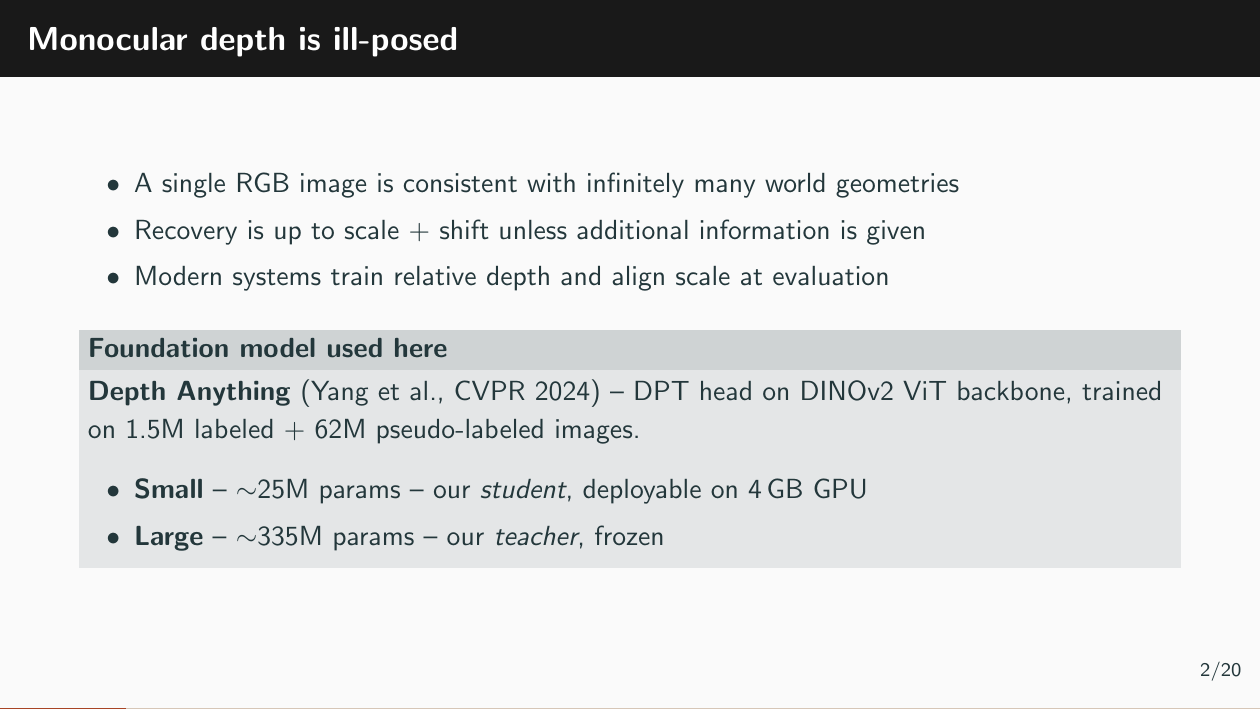 Monocular depth is ill-posed
• A single RGB image is consistent with infinitely many world geometries
• Recovery is up to scale + shift unless additional information is given
• Modern systems train relative depth and align scale at evaluation
Foundation model used here
Depth Anything (Yang et al., CVPR 2024) – DPT head on DINOv2 ViT backbone, trained
on 1.5M labeled + 62M pseudo-labeled images.
• Small – ∼25M params – our student, deployable on 4 GB GPU
• Large – ∼335M params – our teacher, frozen
2/20